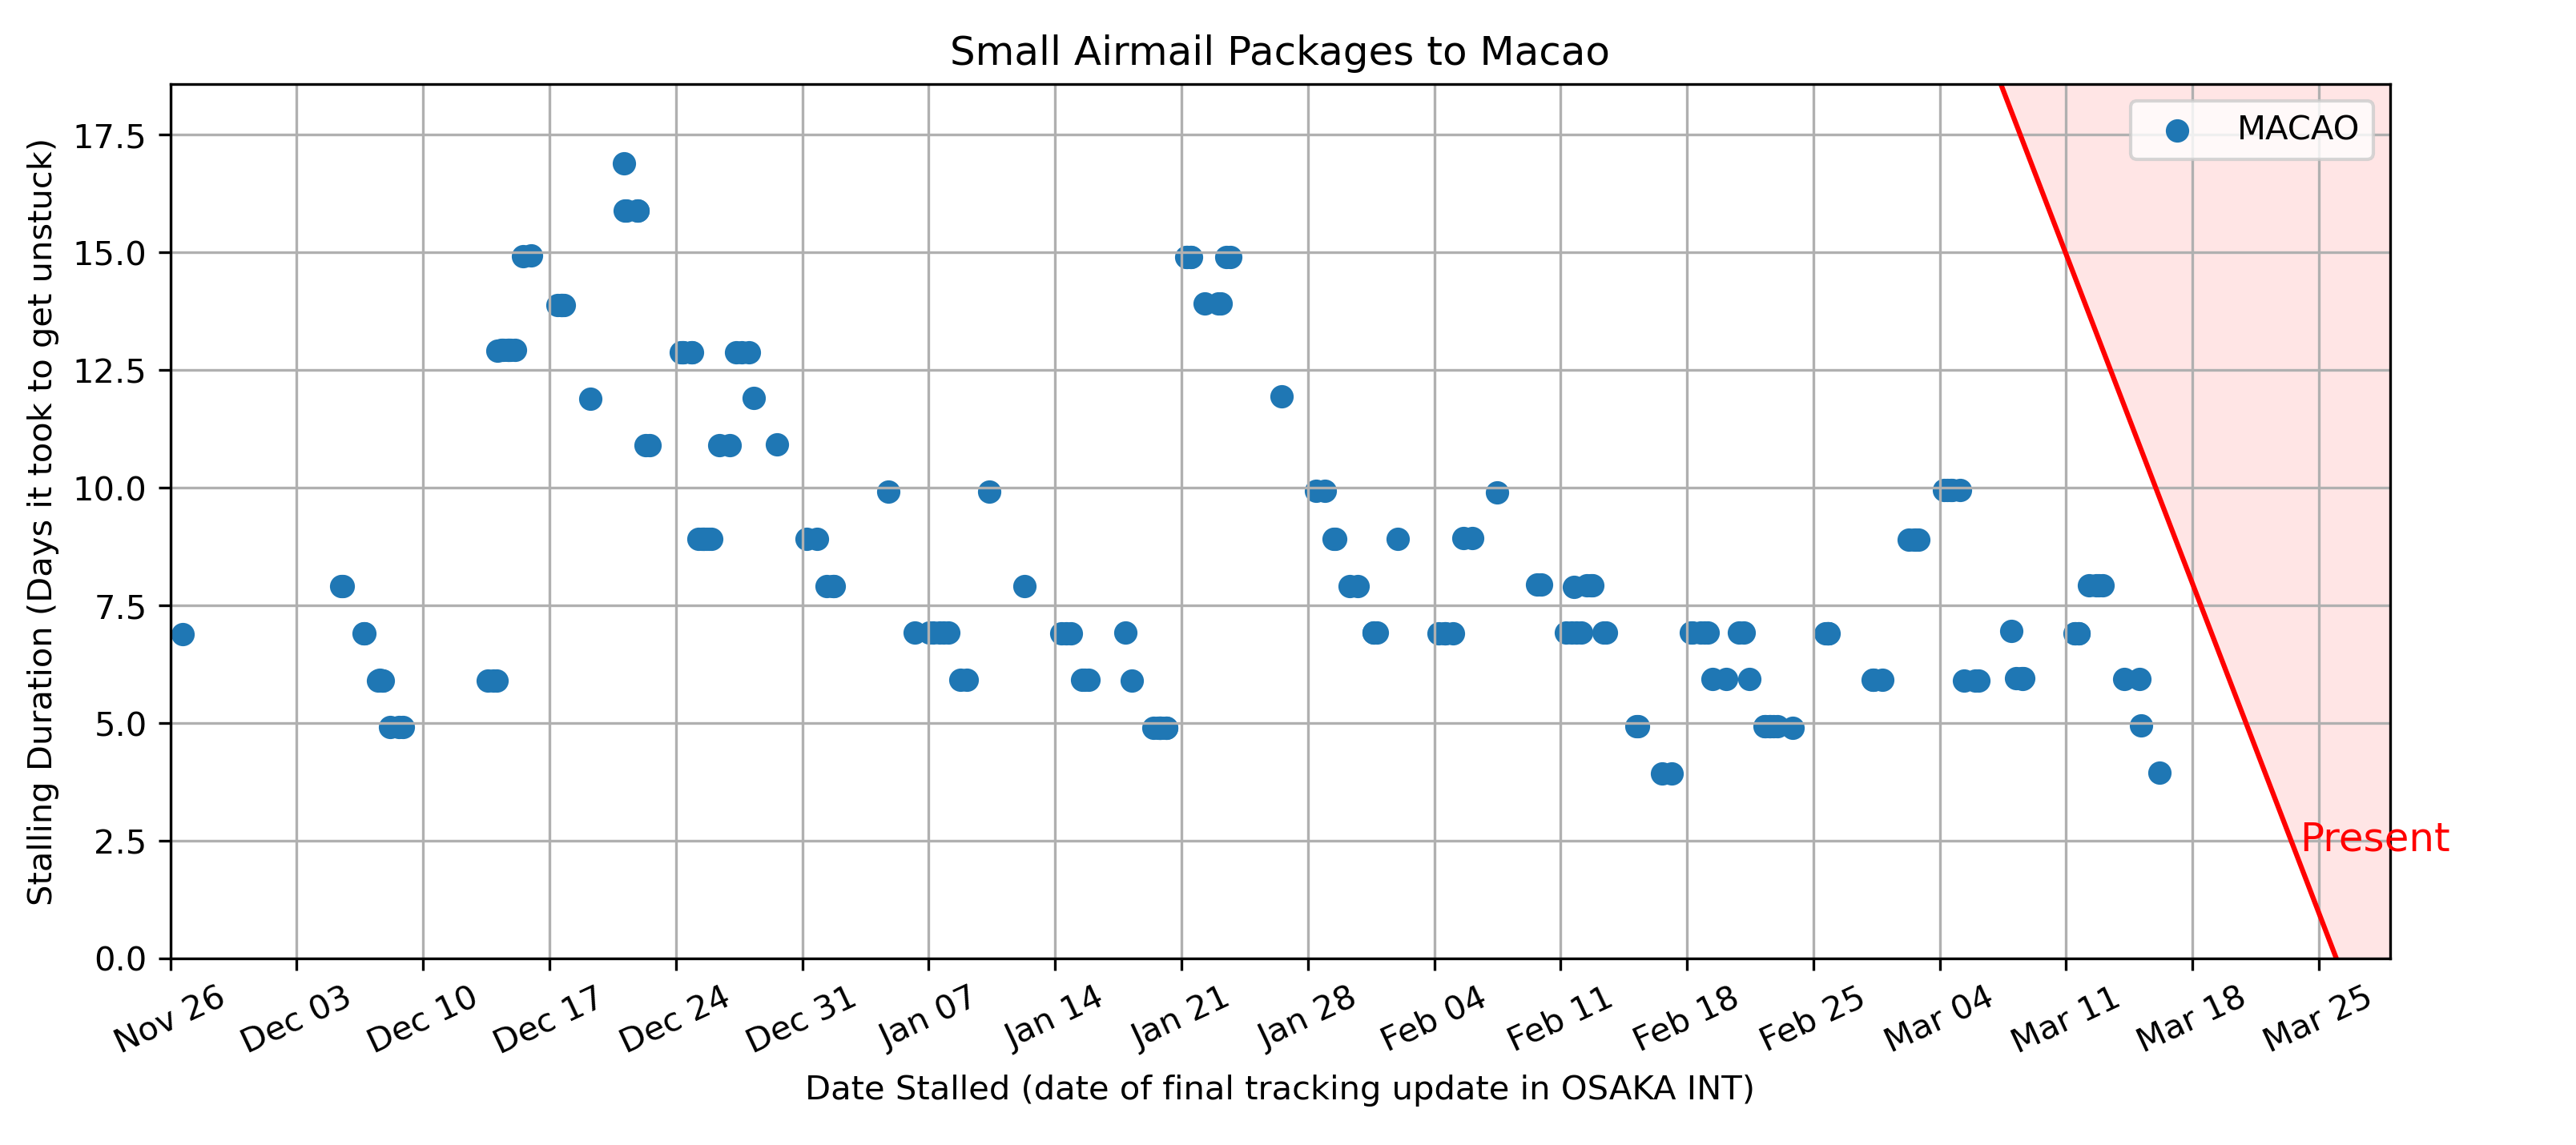 Small Airmail Packages to Macao
Stalling Duration (Days it took to get unstuck)
17.5
15.0
12.5
10.0
7.5
5.0
2.5
0.0
MACAO
Present
Nov 26
Dec 03
Dec 10
Dec 17
Dec 24
Dec 31
Jan 07
Jan 14
Jan 21
Jan 28
Feb 04
Feb 11
Feb 18
Feb 25
Mar 04
Mar 11
Mar 18
Mar 25
Date Stalled (date of final tracking update in OSAKA INT)